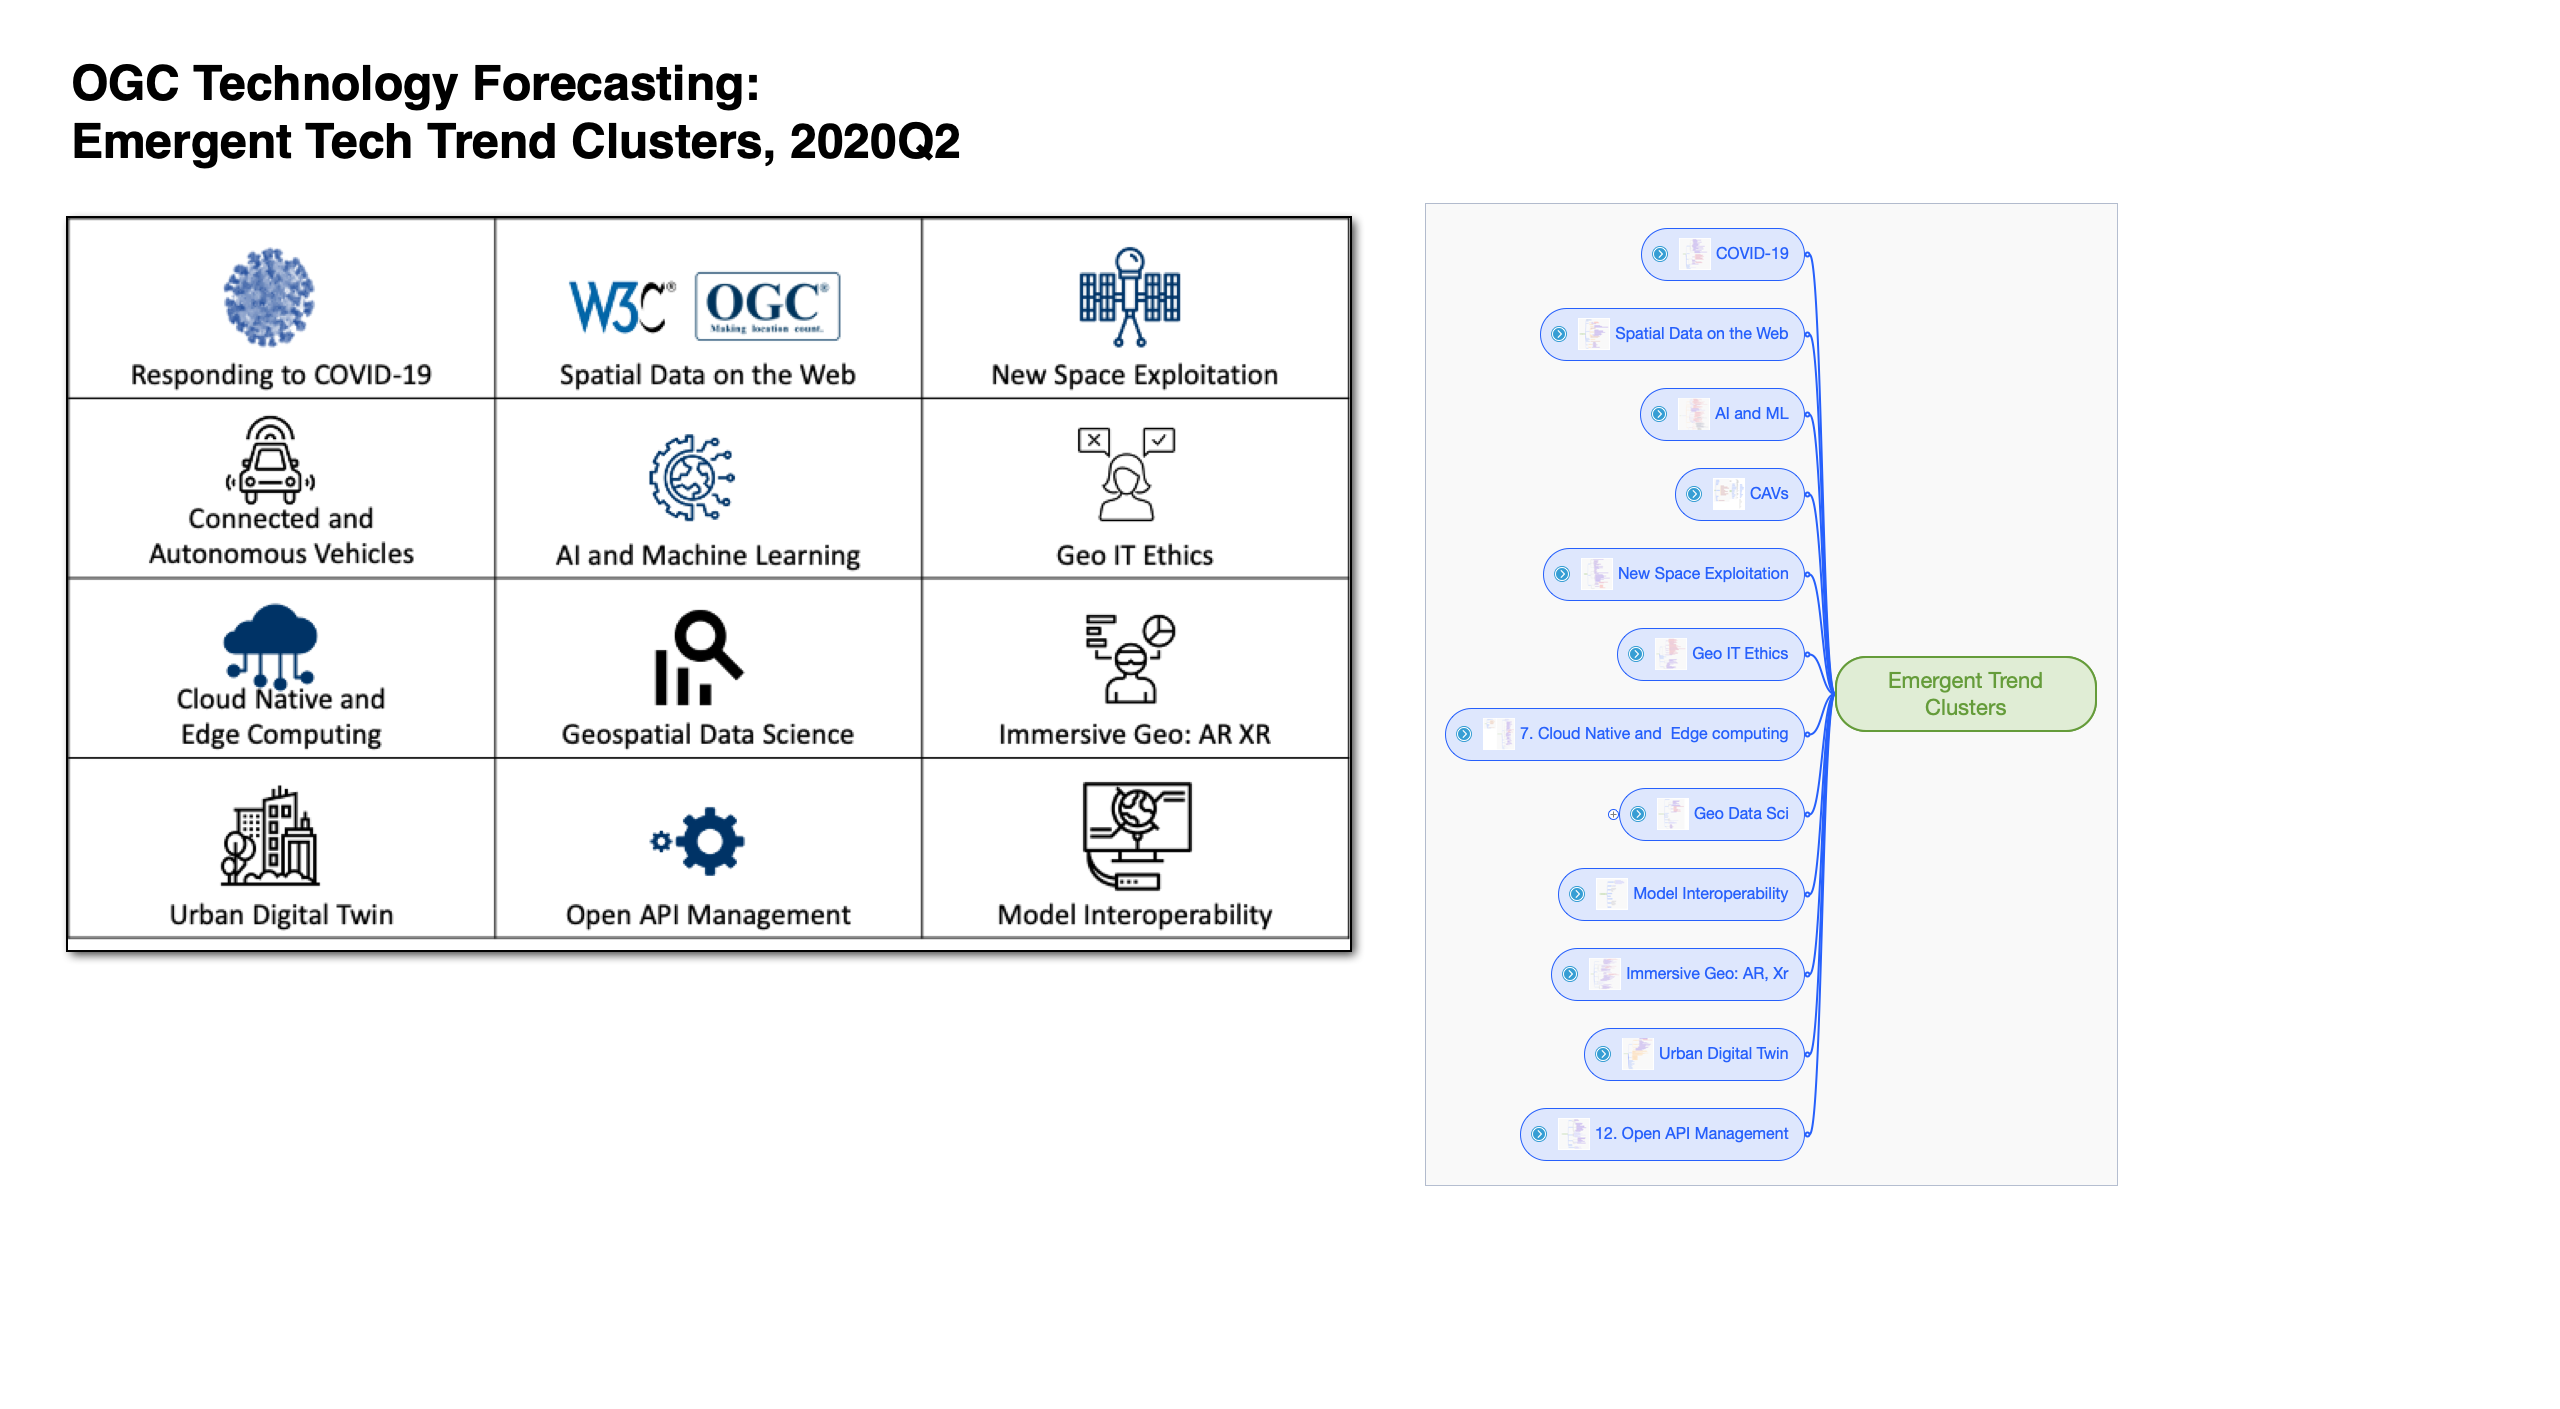 OGC Technology Forecasting:
Emergent Tech Trend Clusters, 2020Q2
W3C®
OGC®
Making location count.
Responding to COVID-19
Spatial Data on the Web
New Space Exploitation
Connected and
Autonomous Vehicles
AI and Machine Learning
Geo IT Ethics
Cloud Native and
Edge Computing
Geospatial Data Science
Immersive Geo: AR XR
Urban Digital Twin
Open API Management
Model Interoperability
COVID-19
Spatial Data on the Web
AI and ML
CAVs
New Space Exploitation
Geo IT Ethics
7. Cloud Native and  Edge computing
Geo Data Sci
Model Interoperability
Immersive Geo: AR, Xr
Urban Digital Twin
12. Open API Management
Emergent Trend
Clusters